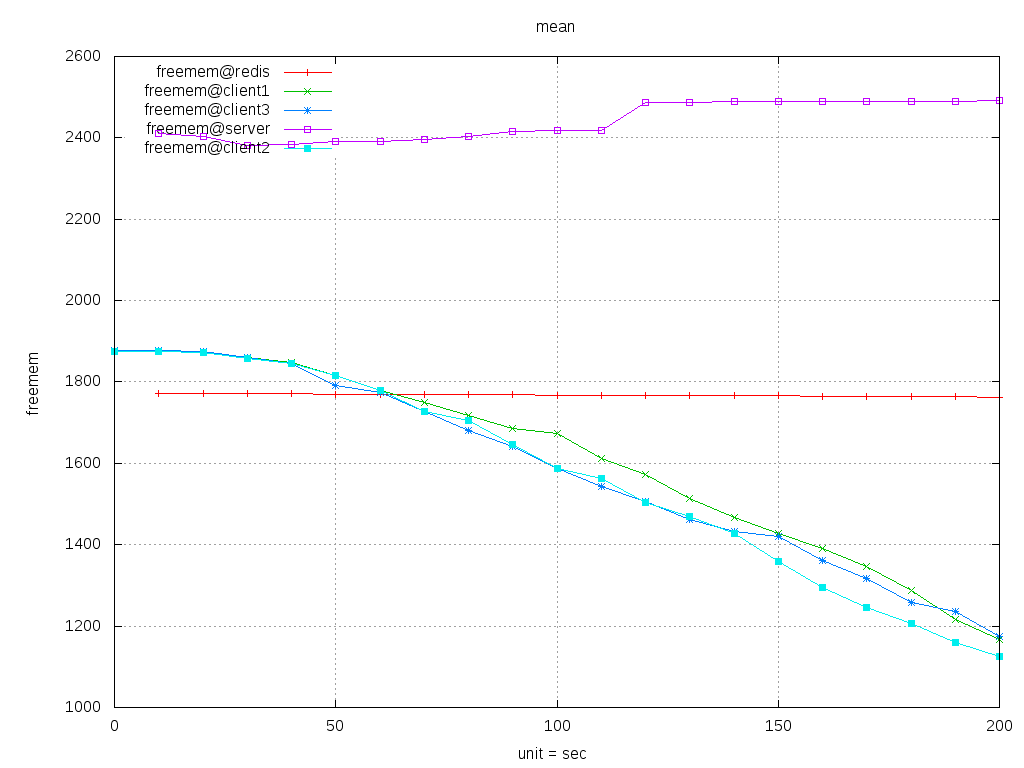 mean
2600
2400
2200
2000
1800
1600
1400
1200
1000
freemem
freemem@redis
freemem@client1
freemem@client3
freemem@server
freemem@client2
0 50 100 150 200
unit = sec